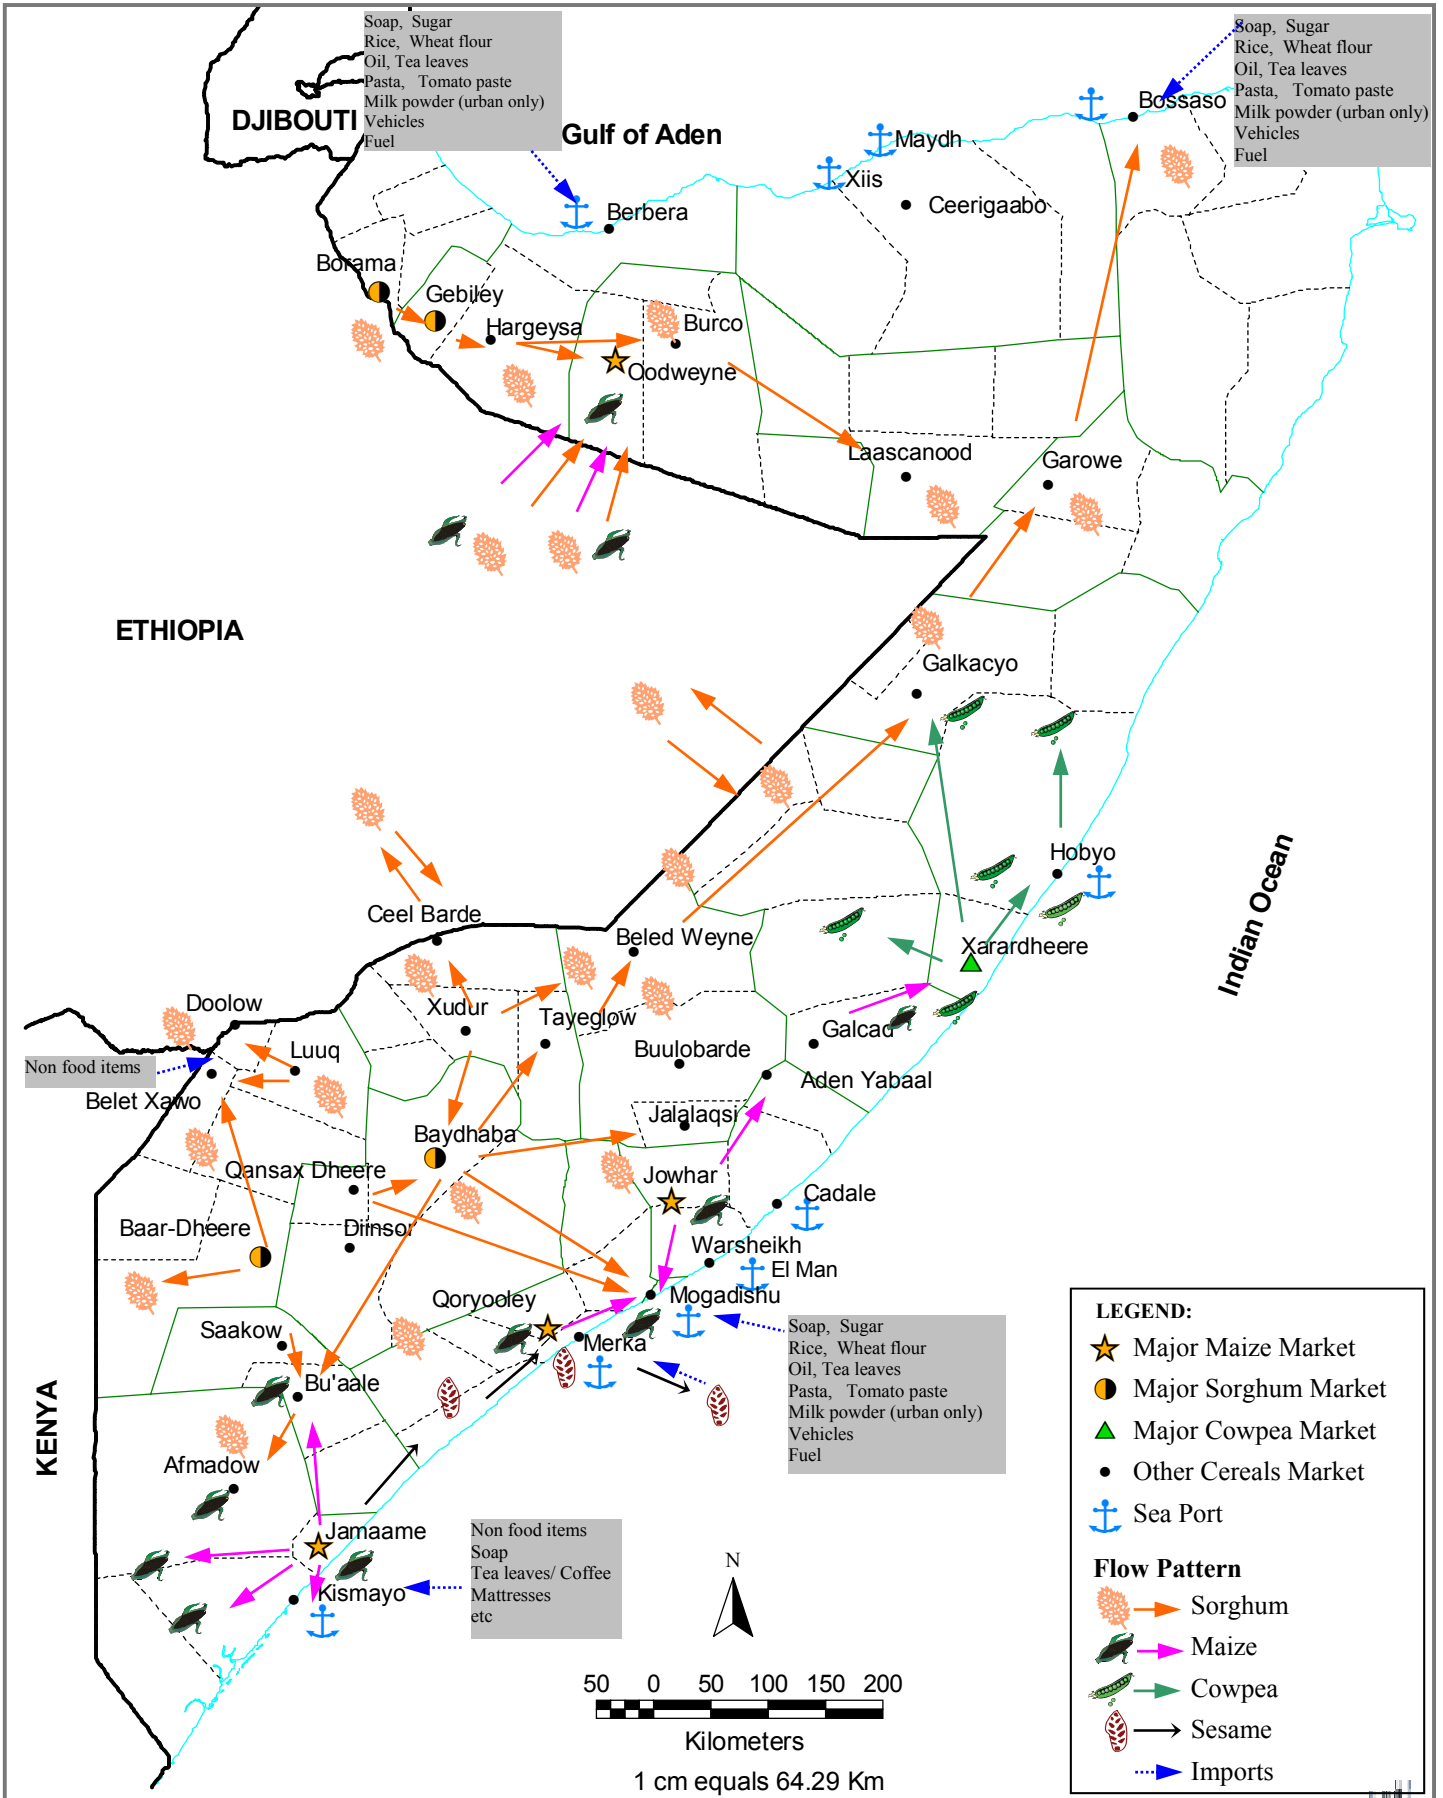 Soap, Sugar
Rice, Wheat flour
Oil, Tea leaves
Pasta, Tomato paste
Milk powder (urban only)
Vehicles
Fuel
Soap, Sugar
Rice, Wheat flour
Oil, Tea leaves
Pasta, Tomato paste
Milk powder (urban only)
Vehicles
Fuel
DJIBOUTI
Gulf of Aden
Bossaso
Maydh
Xiis
Ceerigaabo
Berbera
Borama
Gebiley
Hargeysa
Burco
Oodweyne
Laascanood
Garowe
ETHIOPIA
Galkacyo
Hobyo
Indian Ocean
Ceel Barde
Beled Weyne
Xarardheere
Doolow
Xudur
Tayeglow
Galcad
Luuq
Buulobarde
Non food items
Aden Yabaal
Belet Xawo
Jalalaqsi
Baydhaba
Qansax Dheere
Jowhar
Cadale
Baar-Dheere
Diinsor
Warsheikh
El Man
Qoryooley
Mogadishu
Saakow
Merka
Soap, Sugar
Rice, Wheat flour
Oil, Tea leaves
Pasta, Tomato paste
Milk powder (urban only)
Vehicles
Fuel
Bu'aale
KENYA
Afmadow
Jamaame
Kismayo
Non food items
Soap
Tea leaves/ Coffee
Mattresses
etc
N
50 0 50 100 150 200
Kilometers
1 cm equals 64.29 Km
LEGEND:
Major Maize Market
Major Sorghum Market
Major Cowpea Market
Other Cereals Market
Sea Port
Flow Pattern
Sorghum
Maize
Cowpea
Sesame
Imports